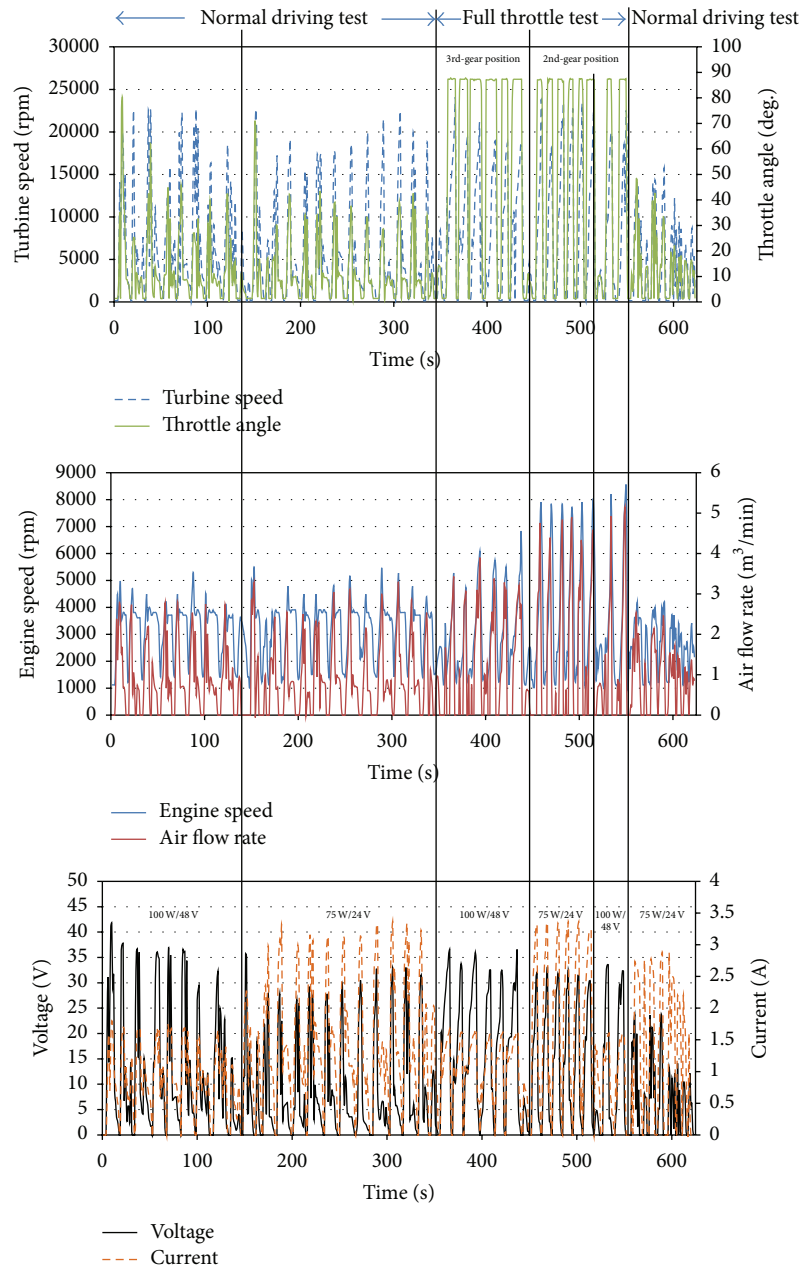 Normal driving test
Full throttle test
Normal driving test
30000
25000
20000
15000
10000
5000
0
Turbine speed (rpm)
3rd-gear position
2nd-gear position
100
90
80
70
60
50
40
30
20
10
0
Throttle angle (deg.)
0 100 200 300 400 500 600
Time (s)
Turbine speed
Throttle angle
9000
8000
7000
6000
5000
4000
3000
2000
1000
0
Engine speed (rpm)
6
5
4
3
2
1
0
Air flow rate (m³/min)
0 100 200 300 400 500 600
Time (s)
Engine speed
Air flow rate
50
45
40
35
30
25
20
15
10
5
0
Voltage (V)
100 W/48 V
75 W/24 V
100 W/48 V
75 W/24 V
100 W/
48 V
75 W/24 V
4
3.5
3
2.5
2
1.5
1
0.5
0
Current (A)
0 100 200 300 400 500 600
Time (s)
Voltage
Current